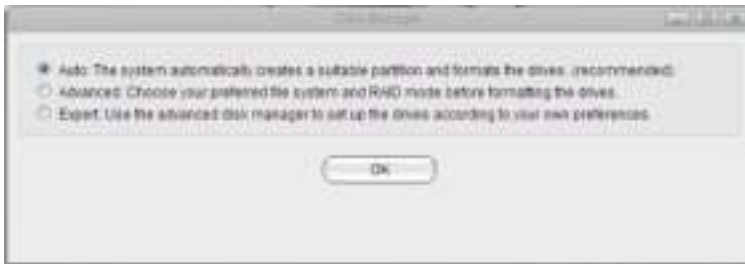 Auto: The system automatically creates a suitable partition and formats the drives. (recommended)
Advanced: Choose your preferred file system and RAID mode before formatting the drives.
Expert: Use the advanced disk manager to set up the drives according to your own preferences.
OK